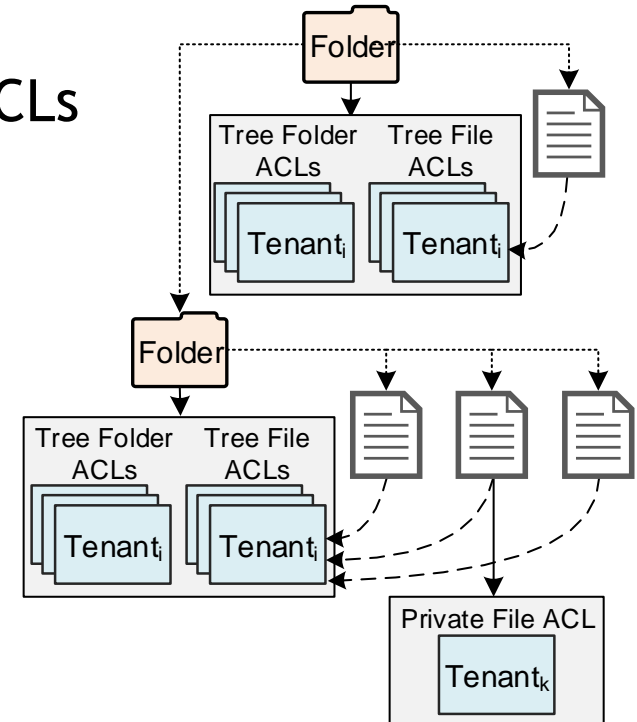 CLs
Folder
Tree Folder ACLs
Tree File ACLs
Tenantᵢ
Tenantᵢ
Folder
Tree Folder ACLs
Tree File ACLs
Tenantᵢ
Tenantᵢ
Private File ACL
Tenantₖ